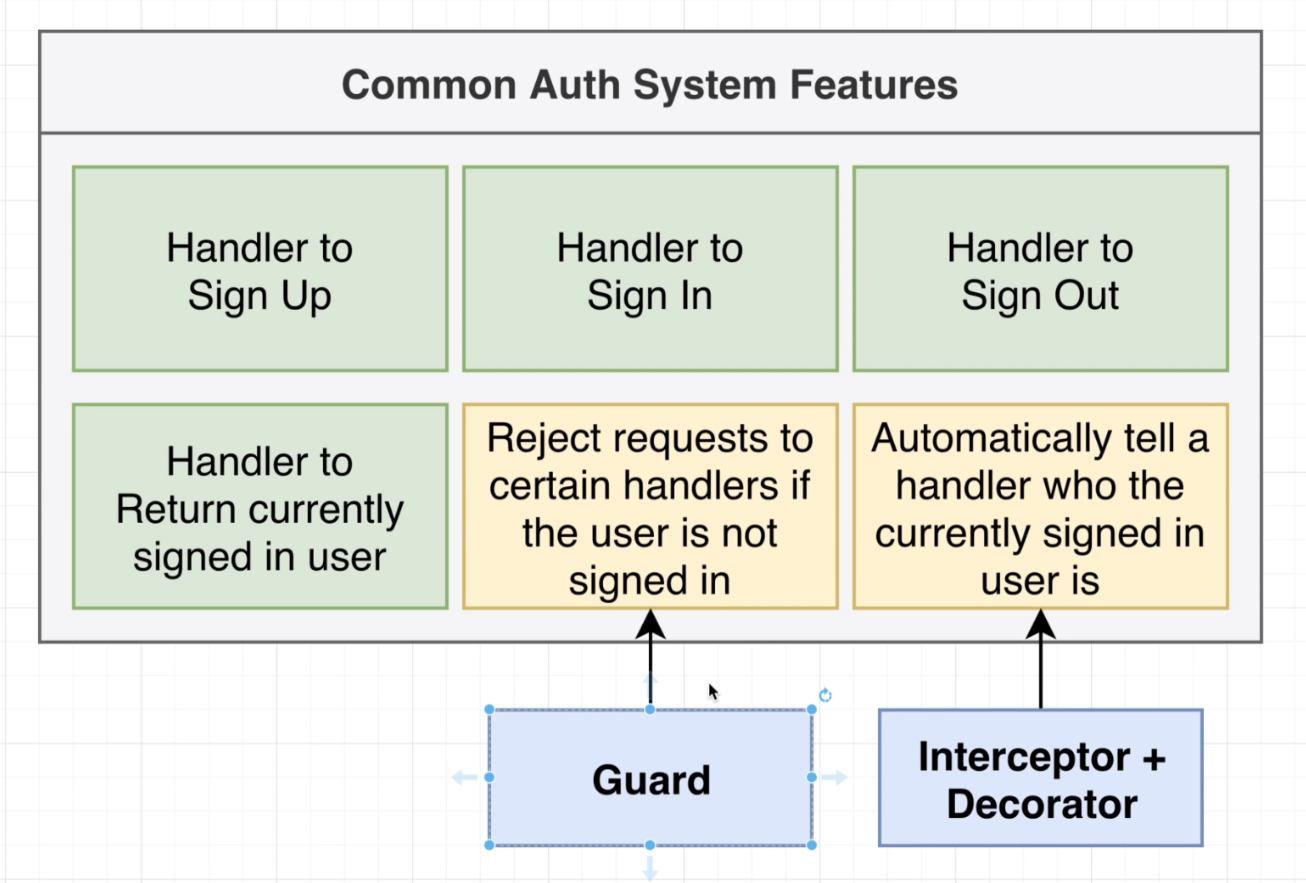 Common Auth System Features
Handler to
Sign Up
Handler to
Sign In
Handler to
Sign Out
Handler to
Return currently
signed in user
Reject requests to
certain handlers if
the user is not
signed in
Automatically tell a
handler who the
currently signed in
user is
Guard
Interceptor +
Decorator